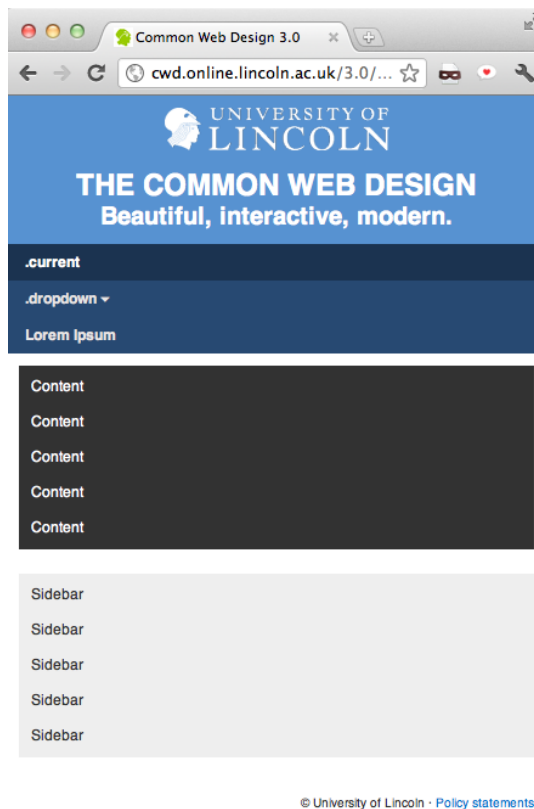 Common Web Design 3.0
cwd.online.lincoln.ac.uk/3.0/...
UNIVERSITY OF
LINCOLN
THE COMMON WEB DESIGN
Beautiful, interactive, modern.
.current
.dropdown
Lorem Ipsum
Content
Content
Content
Content
Content
Sidebar
Sidebar
Sidebar
Sidebar
Sidebar
© University of Lincoln · Policy statements